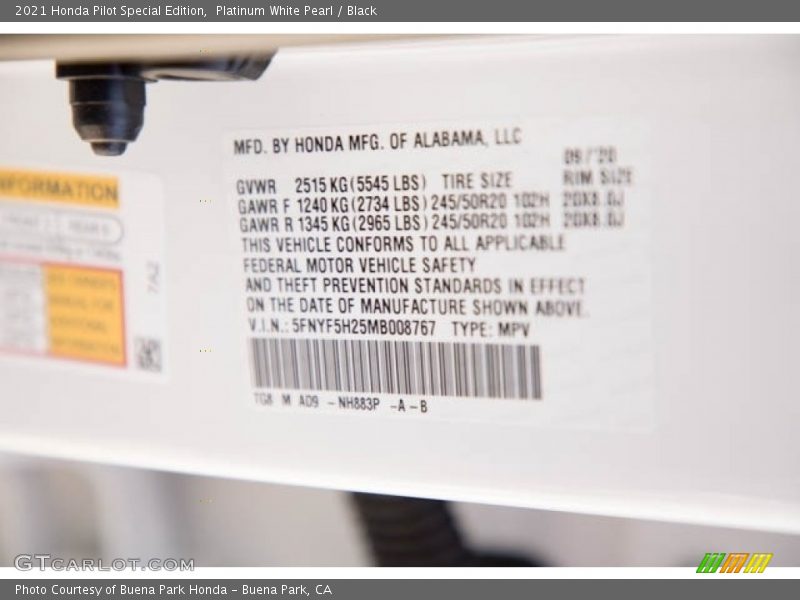 2021 Honda Pilot Special Edition,  Platinum White Pearl / Black
MFD. BY HONDA MFG. OF ALABAMA, LLC
09/'20
GVWR 2515 KG (5545 LBS) TIRE SIZE RIM SIZE
GAWR F 1240 KG (2734 LBS) 245/50R20 102H 20X8.0J
GAWR R 1345 KG (2965 LBS) 245/50R20 102H 20X8.0J
THIS VEHICLE CONFORMS TO ALL APPLICABLE
FEDERAL MOTOR VEHICLE SAFETY
AND THEFT PREVENTION STANDARDS IN EFFECT
ON THE DATE OF MANUFACTURE SHOWN ABOVE.
V.I.N.: 5FNYF5H25MB008767 TYPE: MPV
TG8 M A09 -NH883P -A-B
NFORMATION
7A2
GTCARLOT.COM
Photo Courtesy of Buena Park Honda – Buena Park, CA